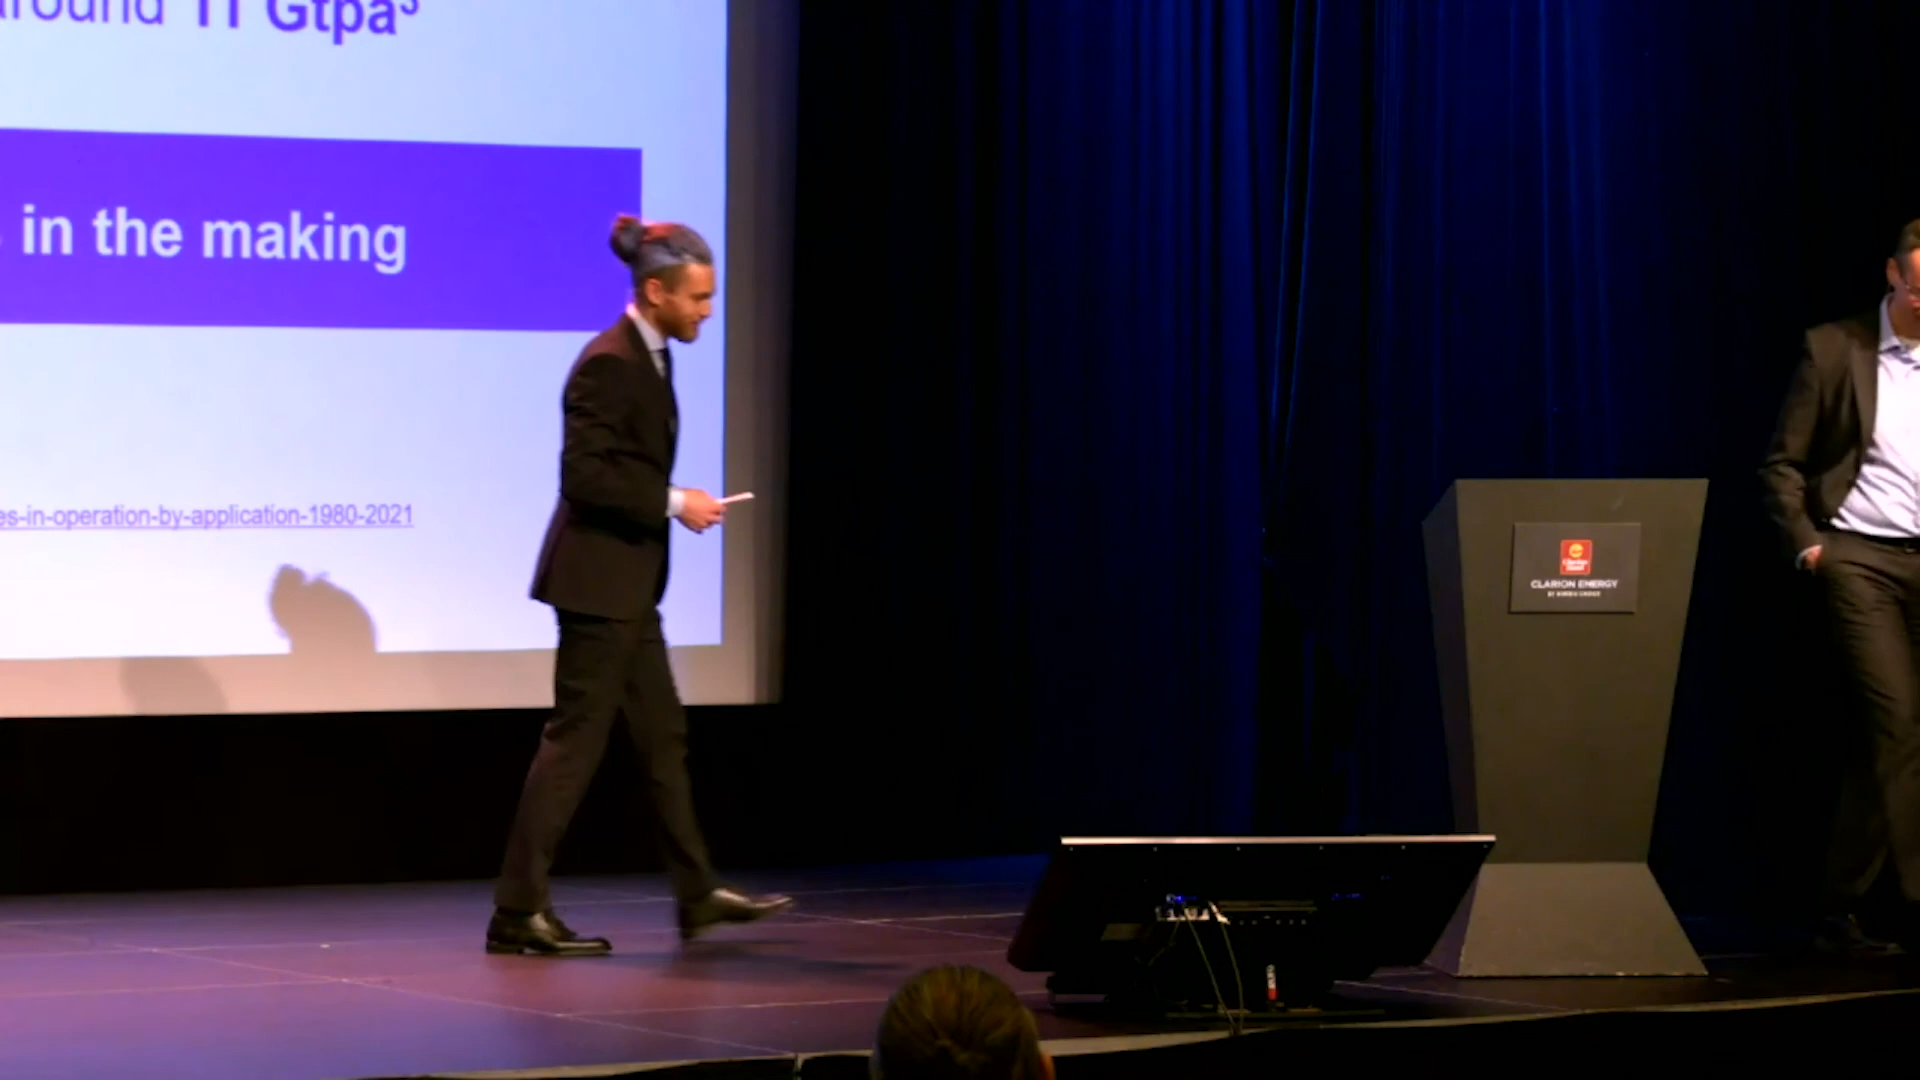 around 11 Gtpa³
in the making
es-in-operation-by-application-1980-2021
CLARION ENERGY